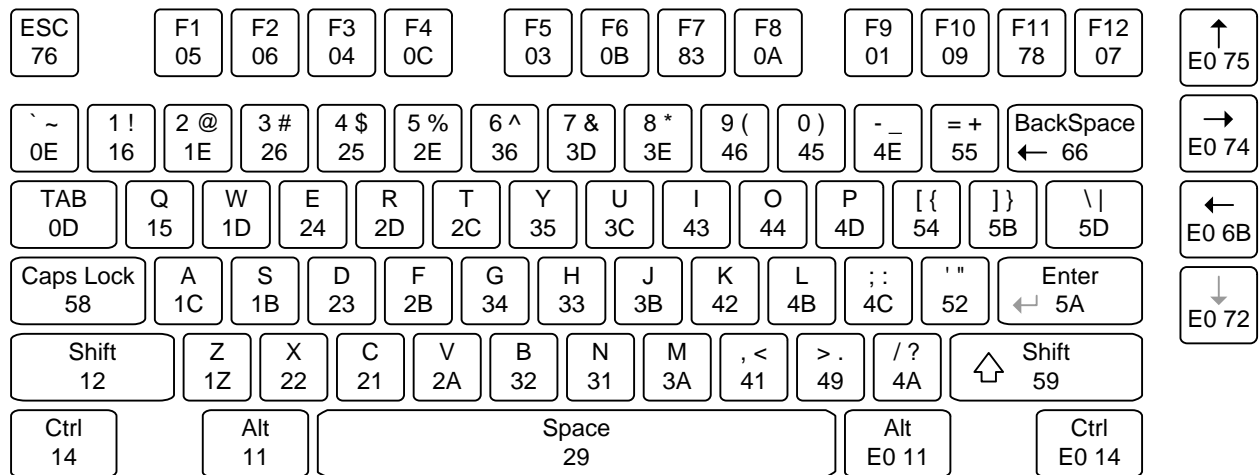 ESC F1 F2 F3 F4 F5 F6 F7 F8 F9 F10 F11 F12
76 05 06 04 0C 03 0B 83 0A 01 09 78 07
↑
E0 75
` ~ 1 ! 2 @ 3 # 4 $ 5 % 6 ^ 7 & 8 * 9 ( 0 ) - _ = + BackSpace
0E 16 1E 26 25 2E 36 3D 3E 46 45 4E 55 ← 66
→
E0 74
TAB Q W E R T Y U I O P [ { ] } \ |
0D 15 1D 24 2D 2C 35 3C 43 44 4D 54 5B 5D
←
E0 6B
Caps Lock A S D F G H J K L ; : ' " Enter
58 1C 1B 23 2B 34 33 3B 42 4B 4C 52 ↵ 5A
↓
E0 72
Shift Z X C V B N M , < > . / ? ⇧ Shift
12 1Z 22 21 2A 32 31 3A 41 49 4A 59
Ctrl Alt Space Alt Ctrl
14 11 29 E0 11 E0 14